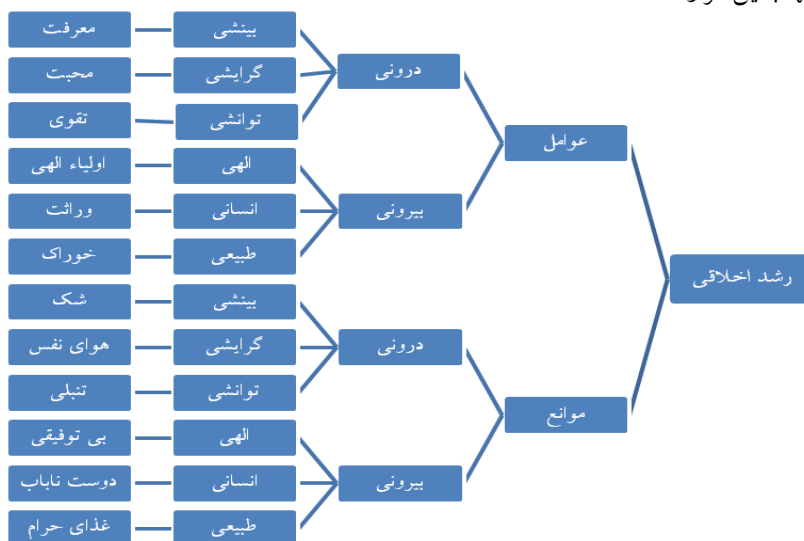 رشد اخلاقی
عوامل
درونی
بینشی
معرفت
گرایشی
محبت
توانشی
تقوی
بیرونی
الهی
اولیاء الهی
انسانی
وراثت
طبیعی
خوراک
موانع
درونی
بینشی
شک
گرایشی
هوای نفس
توانشی
تنبلی
بیرونی
الهی
بی توفیقی
انسانی
دوست ناباب
طبیعی
غذای حرام